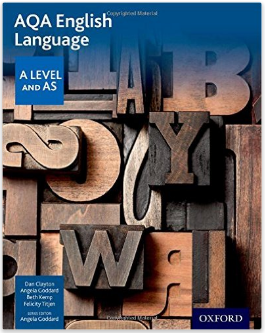 AQA English
Language
A LEVEL
AND AS
A
B
Y
W
Dan Clayton
Angela Goddard
Beth Kemp
Felicity Titjen
SERIES EDITOR
Angela Goddard
OXFORD